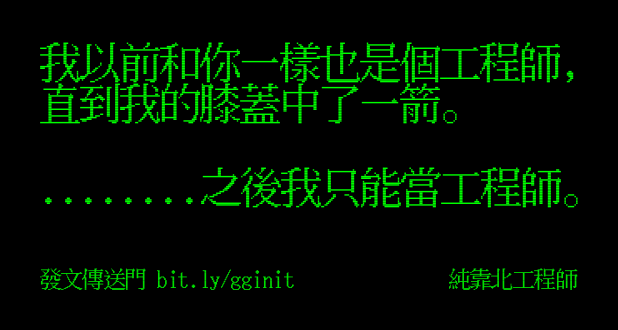 我以前和你一樣也是個工程師,
直到我的膝蓋中了一箭。
........之後我只能當工程師。
發文傳送門 bit.ly/gginit
純靠北工程師